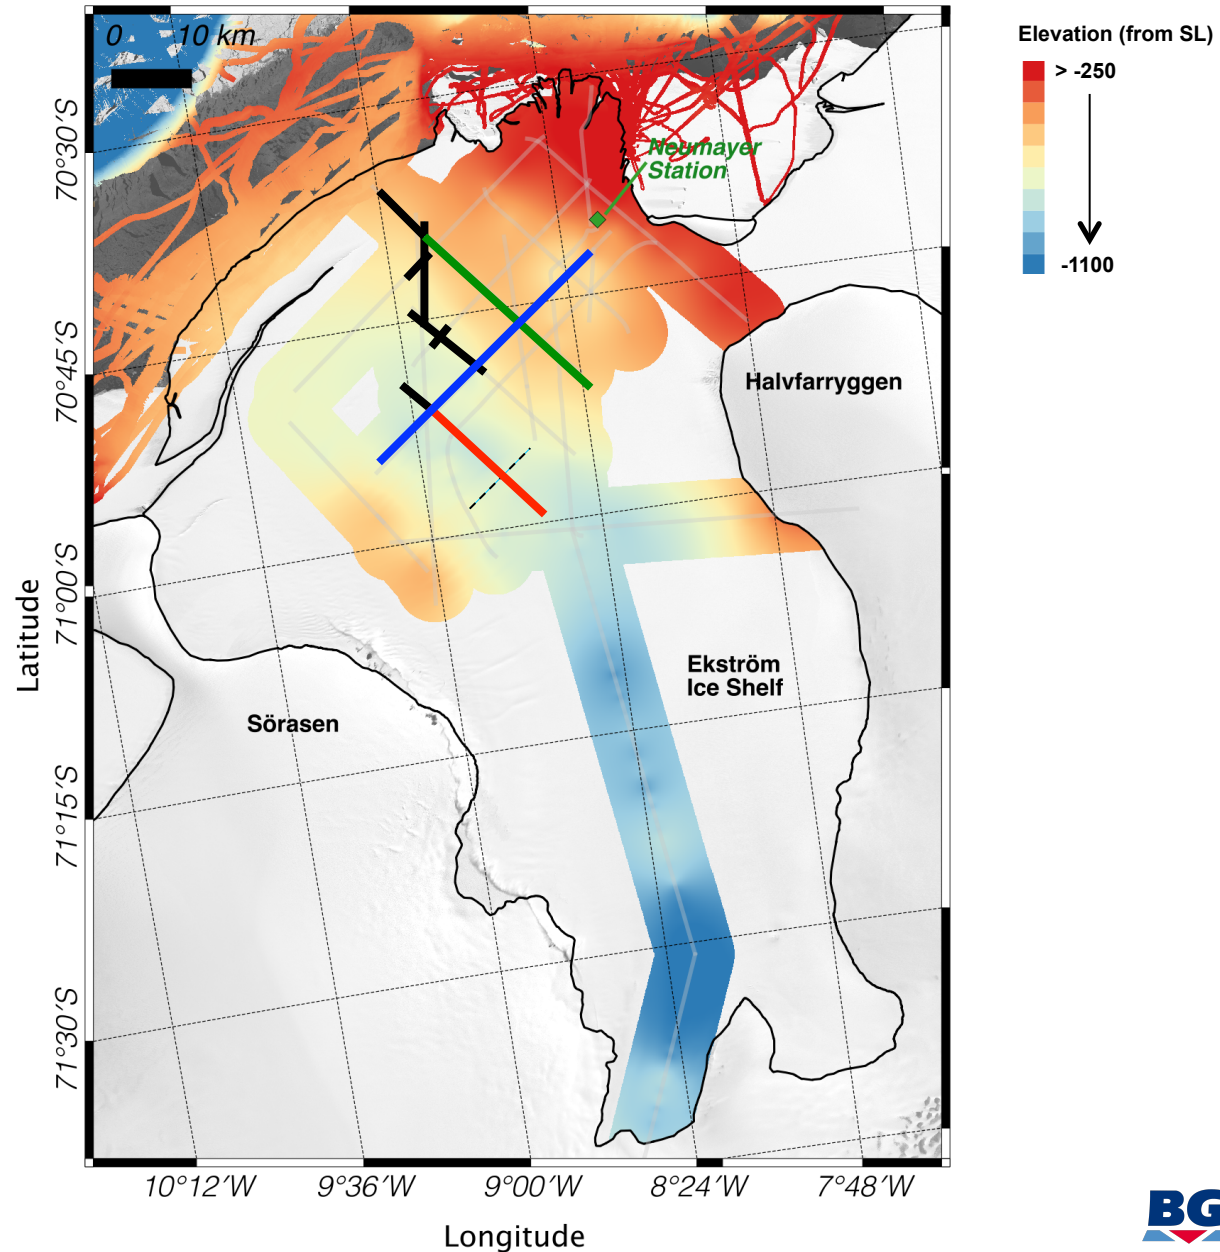 0 10 km
Elevation (from SL)
> -250
-1100
Neumayer
Station
70°30'S
70°45'S
71°00'S
71°15'S
71°30'S
Latitude
Halvfarryggen
Ekström
Ice Shelf
Sörasen
10°12'W
9°36'W
9°00'W
8°24'W
7°48'W
Longitude
BG